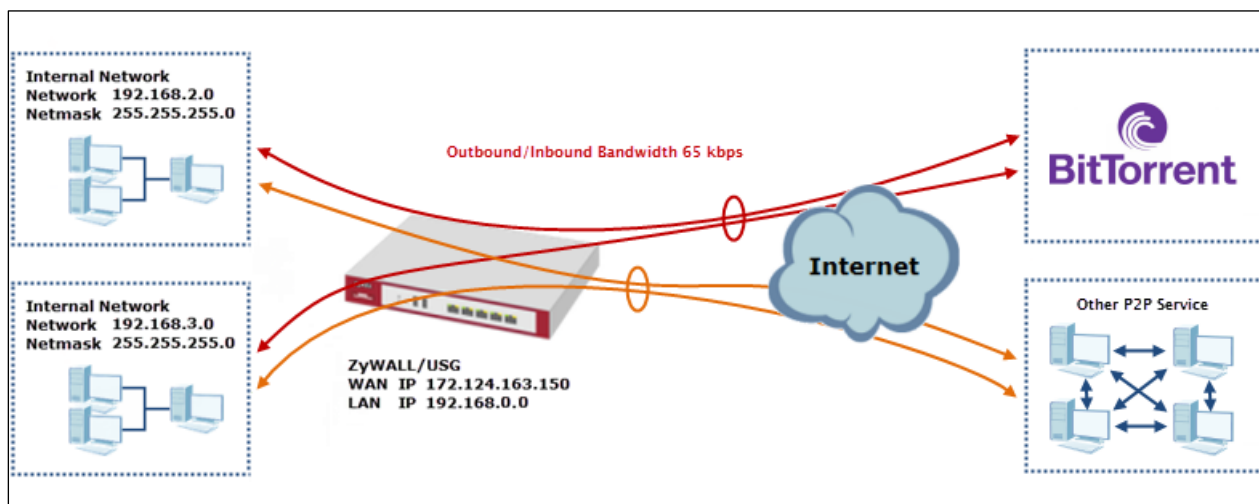 Internal Network
Network 192.168.2.0
Netmask 255.255.255.0
Outbound/Inbound Bandwidth 65 kbps
BitTorrent
Internet
Internal Network
Network 192.168.3.0
Netmask 255.255.255.0
ZyWALL/USG
WAN IP 172.124.163.150
LAN IP 192.168.0.0
Other P2P Service